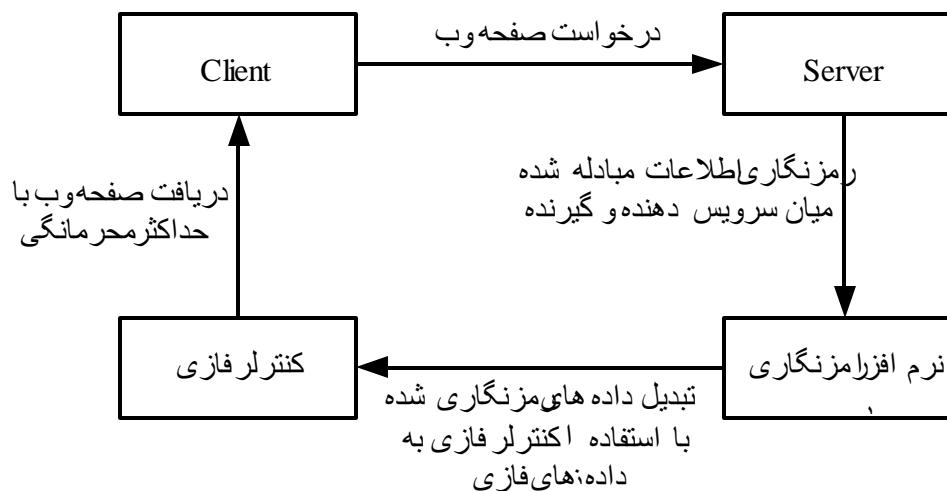 درخواست صفحه وب
Client
Server
رمزنگاری اطلاعات مبادله شده
میان سرویس دهنده و گیرنده
دریافت صفحه وب با
حداکثر محرمانگی
کنترلر فازی
نرم افزار رمزنگاری
تبدیل داده های رمزنگاری شده
با استفاده کنترلر فازی به
داده های فازی